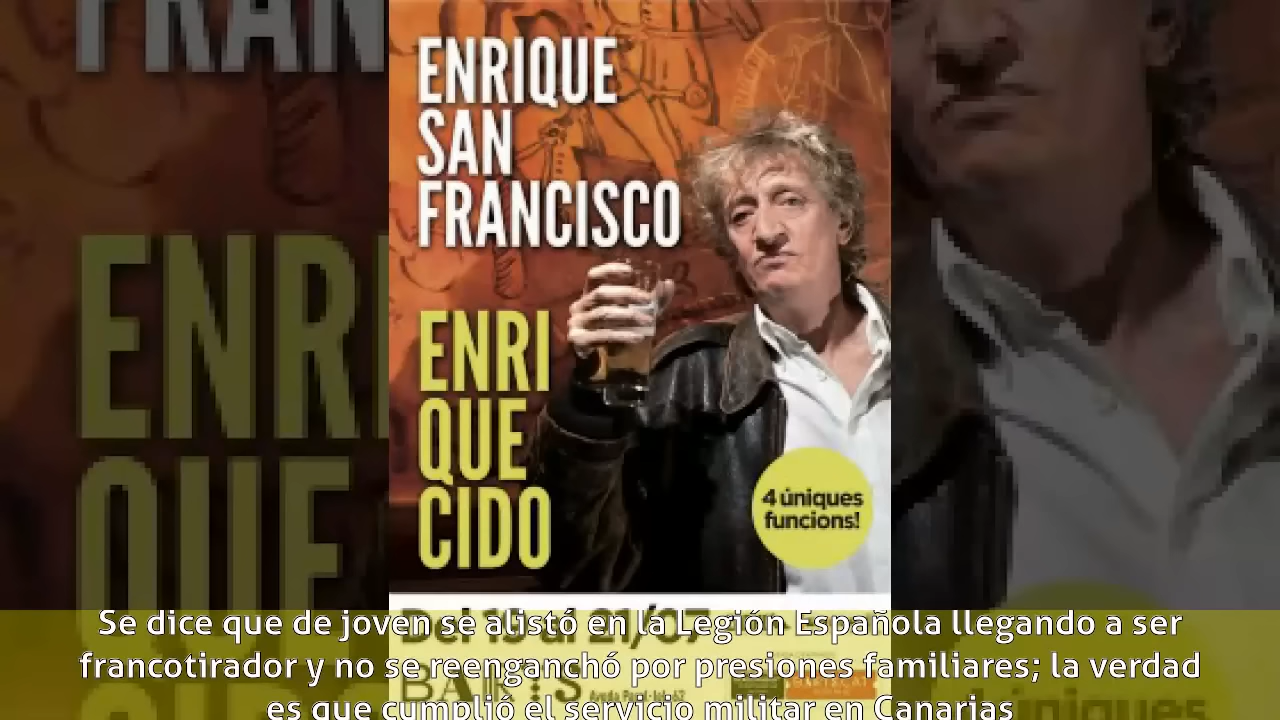 ENRIQUE
SAN
FRANCISCO
ENRI
QUE
CIDO
4 úniques
funcions!
Se dice que de joven se alistó en la Legión Española llegando a ser
francotirador y no se reenganchó por presiones familiares; la verdad
es que cumplió el servicio militar en Canarias